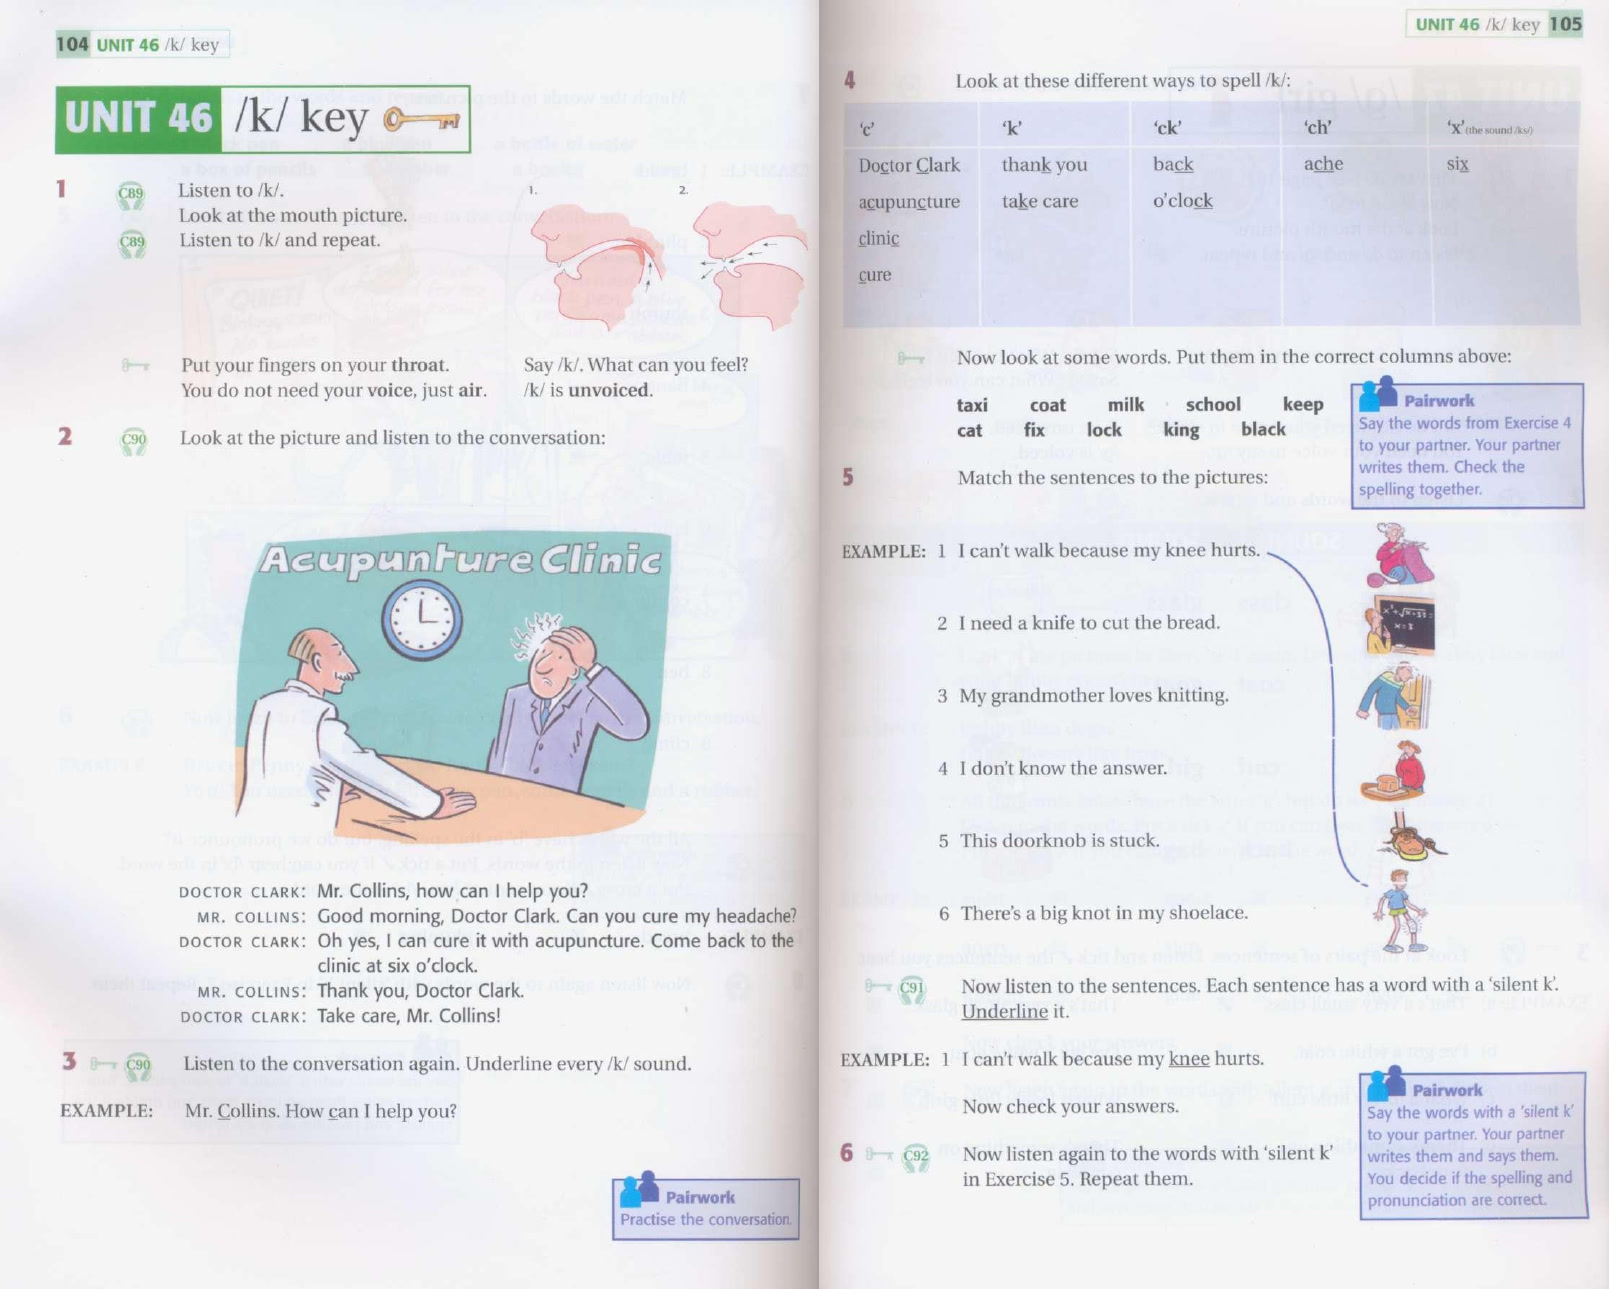 104 UNIT 46 /k/ key
UNIT 46 /k/ key
1
C89
Listen to /k/.
Look at the mouth picture.
C89
Listen to /k/ and repeat.
1.
2.
Put your fingers on your throat.
You do not need your voice, just air.
Say /k/. What can you feel?
/k/ is unvoiced.
2
C90
Look at the picture and listen to the conversation:
Acupunture Clinic
DOCTOR CLARK: Mr. Collins, how can I help you?
MR. COLLINS: Good morning, Doctor Clark. Can you cure my headache?
DOCTOR CLARK: Oh yes, I can cure it with acupuncture. Come back to the
clinic at six o'clock.
MR. COLLINS: Thank you, Doctor Clark.
DOCTOR CLARK: Take care, Mr. Collins!
3
C90
Listen to the conversation again. Underline every /k/ sound.
EXAMPLE: Mr. Collins. How can I help you?
Pairwork
Practise the conversation.
UNIT 46 /k/ key 105
4
Look at these different ways to spell /k/:
'c' 'k' 'ck' 'ch' 'x' (the sound /ks/)
Doctor Clark thank you back ache six
acupuncture take care o'clock
clinic
cure
Now look at some words. Put them in the correct columns above:
taxi coat milk school keep
cat fix lock king black
Pairwork
Say the words from Exercise 4
to your partner. Your partner
writes them. Check the
spelling together.
5
Match the sentences to the pictures:
EXAMPLE: 1 I can't walk because my knee hurts.
2 I need a knife to cut the bread.
3 My grandmother loves knitting.
4 I don't know the answer.
5 This doorknob is stuck.
6 There's a big knot in my shoelace.
C91
Now listen to the sentences. Each sentence has a word with a 'silent k'.
Underline it.
EXAMPLE: 1 I can't walk because my knee hurts.
Now check your answers.
6
C92
Now listen again to the words with 'silent k'
in Exercise 5. Repeat them.
Pairwork
Say the words with a 'silent k'
to your partner. Your partner
writes them and says them.
You decide if the spelling and
pronunciation are correct.